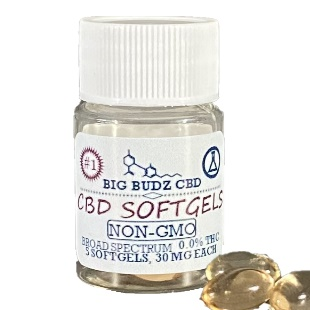 #1
BIG BUDZ CBD
CBD SOFTGELS
NON-GMO
BROAD SPECTRUM 0.0% THC
5 SOFTGELS, 30 MG EACH